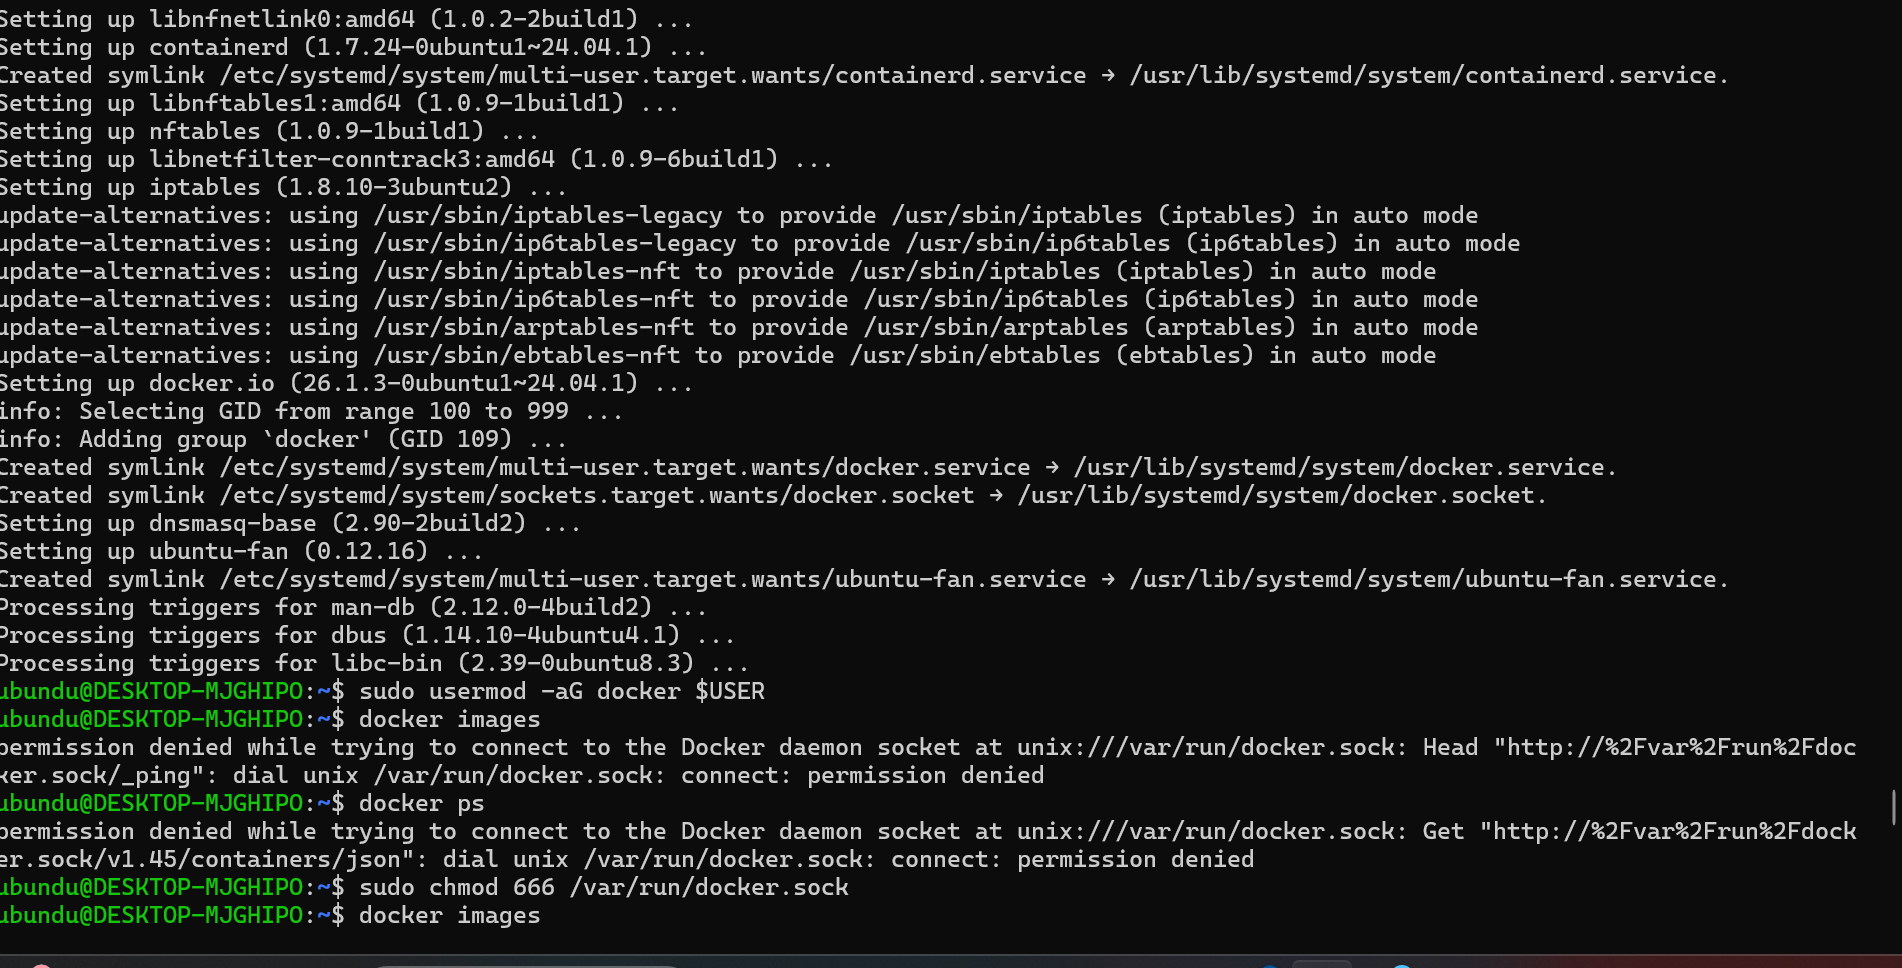 Setting up libnfnetlink0:amd64 (1.0.2-2build1) ...
Setting up containerd (1.7.24-0ubuntu1~24.04.1) ...
Created symlink /etc/systemd/system/multi-user.target.wants/containerd.service → /usr/lib/systemd/system/containerd.service.
Setting up libnftables1:amd64 (1.0.9-1build1) ...
Setting up nftables (1.0.9-1build1) ...
Setting up libnetfilter-conntrack3:amd64 (1.0.9-6build1) ...
Setting up iptables (1.8.10-3ubuntu2) ...
update-alternatives: using /usr/sbin/iptables-legacy to provide /usr/sbin/iptables (iptables) in auto mode
update-alternatives: using /usr/sbin/ip6tables-legacy to provide /usr/sbin/ip6tables (ip6tables) in auto mode
update-alternatives: using /usr/sbin/iptables-nft to provide /usr/sbin/iptables (iptables) in auto mode
update-alternatives: using /usr/sbin/ip6tables-nft to provide /usr/sbin/ip6tables (ip6tables) in auto mode
update-alternatives: using /usr/sbin/arptables-nft to provide /usr/sbin/arptables (arptables) in auto mode
update-alternatives: using /usr/sbin/ebtables-nft to provide /usr/sbin/ebtables (ebtables) in auto mode
Setting up docker.io (26.1.3-0ubuntu1~24.04.1) ...
info: Selecting GID from range 100 to 999 ...
info: Adding group `docker' (GID 109) ...
Created symlink /etc/systemd/system/multi-user.target.wants/docker.service → /usr/lib/systemd/system/docker.service.
Created symlink /etc/systemd/system/sockets.target.wants/docker.socket → /usr/lib/systemd/system/docker.socket.
Setting up dnsmasq-base (2.90-2build2) ...
Setting up ubuntu-fan (0.12.16) ...
Created symlink /etc/systemd/system/multi-user.target.wants/ubuntu-fan.service → /usr/lib/systemd/system/ubuntu-fan.service.
Processing triggers for man-db (2.12.0-4build2) ...
Processing triggers for dbus (1.14.10-4ubuntu4.1) ...
Processing triggers for libc-bin (2.39-0ubuntu8.3) ...
ubundu@DESKTOP-MJGHIPO:~$ sudo usermod -aG docker $USER
ubundu@DESKTOP-MJGHIPO:~$ docker images
permission denied while trying to connect to the Docker daemon socket at unix:///var/run/docker.sock: Head "http://%2Fvar%2Frun%2Fdoc
ker.sock/_ping": dial unix /var/run/docker.sock: connect: permission denied
ubundu@DESKTOP-MJGHIPO:~$ docker ps
permission denied while trying to connect to the Docker daemon socket at unix:///var/run/docker.sock: Get "http://%2Fvar%2Frun%2Fdock
er.sock/v1.45/containers/json": dial unix /var/run/docker.sock: connect: permission denied
ubundu@DESKTOP-MJGHIPO:~$ sudo chmod 666 /var/run/docker.sock
ubundu@DESKTOP-MJGHIPO:~$ docker images